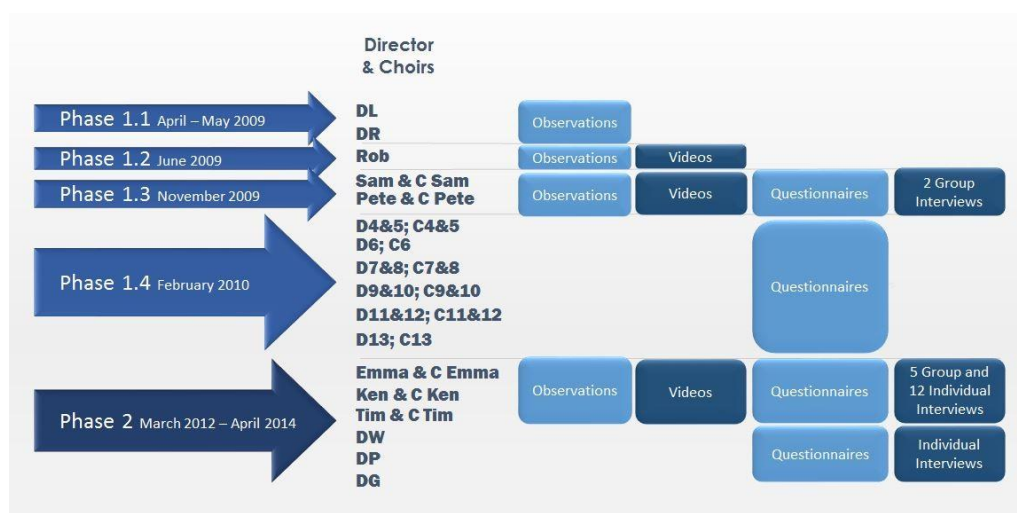 Director
& Choirs
Phase 1.1 April – May 2009
DL
DR
Observations
Phase 1.2 June 2009
Rob
Observations
Videos
Phase 1.3 November 2009
Sam & C Sam
Pete & C Pete
Observations
Videos
Questionnaires
2 Group
Interviews
Phase 1.4 February 2010
D4&5; C4&5
D6; C6
D7&8; C7&8
D9&10; C9&10
D11&12; C11&12
D13; C13
Questionnaires
Phase 2 March 2012 – April 2014
Emma & C Emma
Ken & C Ken
Tim & C Tim
DW
DP
DG
Observations
Videos
Questionnaires
5 Group and
12 Individual
Interviews
Questionnaires
Individual
Interviews